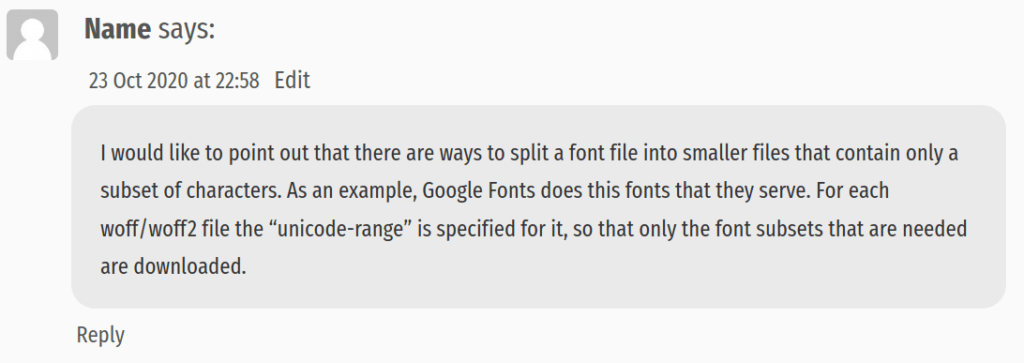 Name says:
23 Oct 2020 at 22:58 Edit
I would like to point out that there are ways to split a font file into smaller files that contain only a
subset of characters. As an example, Google Fonts does this fonts that they serve. For each
woff/woff2 file the “unicode-range” is specified for it, so that only the font subsets that are needed
are downloaded.
Reply